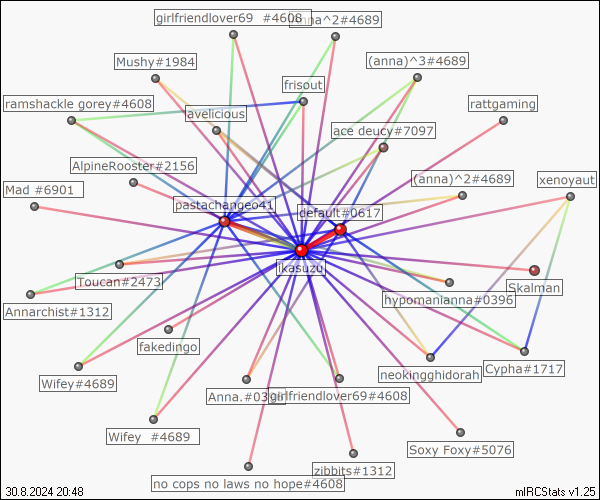 girlfriendlover69  #4608
anna^2#4689
Mushy#1984
(anna)^3#4689
frisout
ramshackle gorey#4608
avelicious
rattgaming
ace deucy#7097
AlpineRooster#2156
(anna)^2#4689
xenoyaut
Mad #6901
pastachangeo41
default#0617
ikasuzu
Toucan#2473
Skalman
hypomanianna#0396
Annarchist#1312
fakedingo
Cypha#1717
neokingghidorah
Wifey#4689
girlfriendlover69#4608
Wifey  #4689
Soxy Foxy#5076
zibbits#1312
no cops no laws no hope#4608
30.8.2024 20:48
mIRCStats v1.25